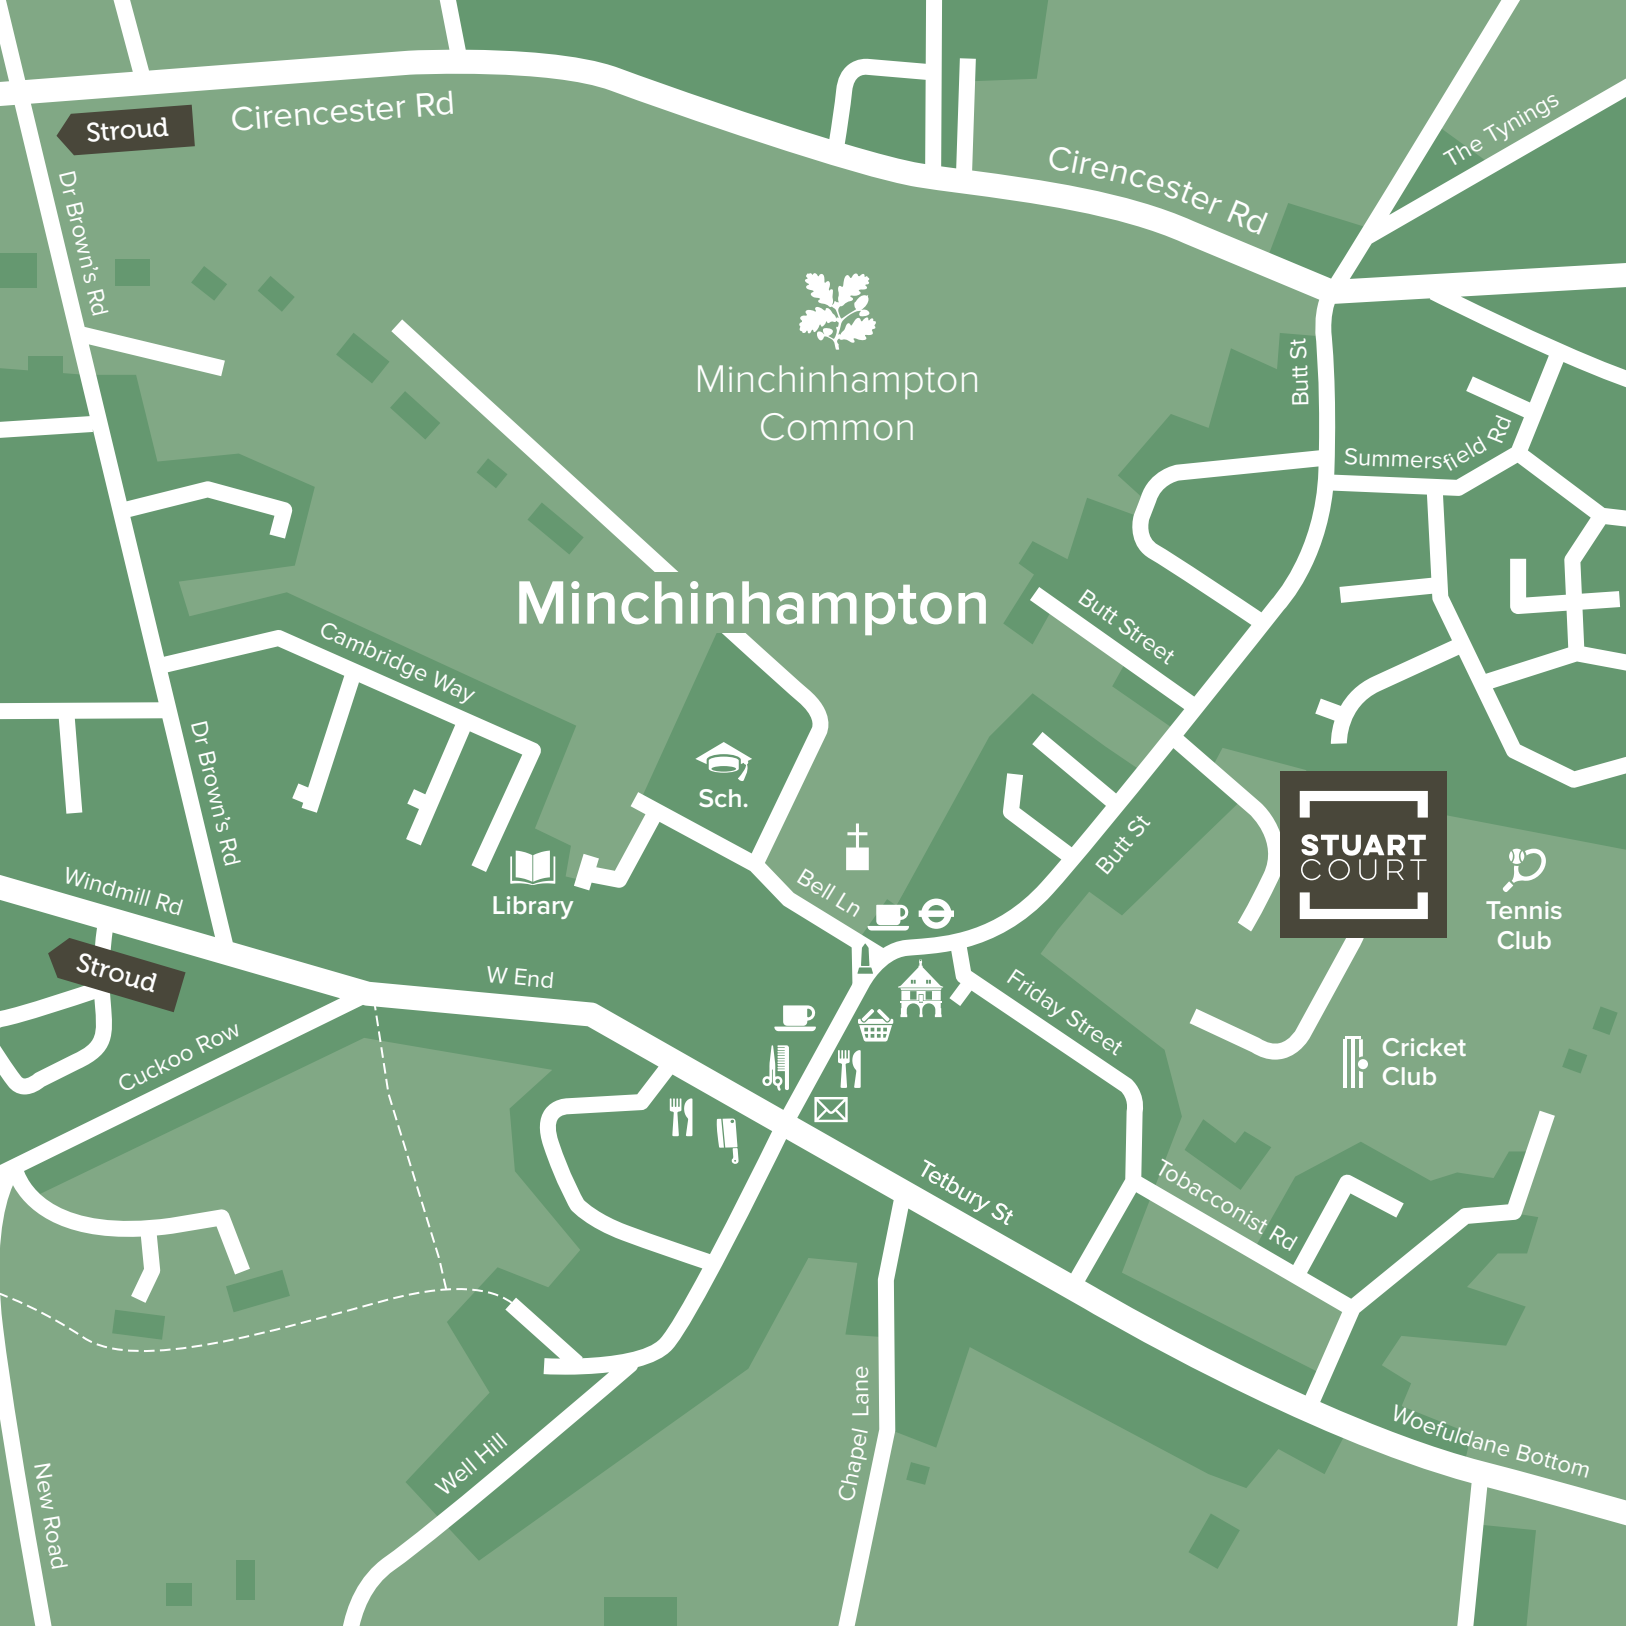 Cirencester Rd
Stroud
The Tynings
Cirencester Rd
Dr Brown's Rd
Minchinhampton
Common
Butt St
Summersfield Rd
Minchinhampton
Butt Street
Cambridge Way
Dr Brown's Rd
Sch.
Butt St
STUART
COURT
Library
Bell Ln
Windmill Rd
Tennis
Club
Stroud
W End
Friday Street
Cuckoo Row
Cricket
Club
Tetbury St
Tobacconist Rd
Chapel Lane
Well Hill
Woefuldane Bottom
New Road